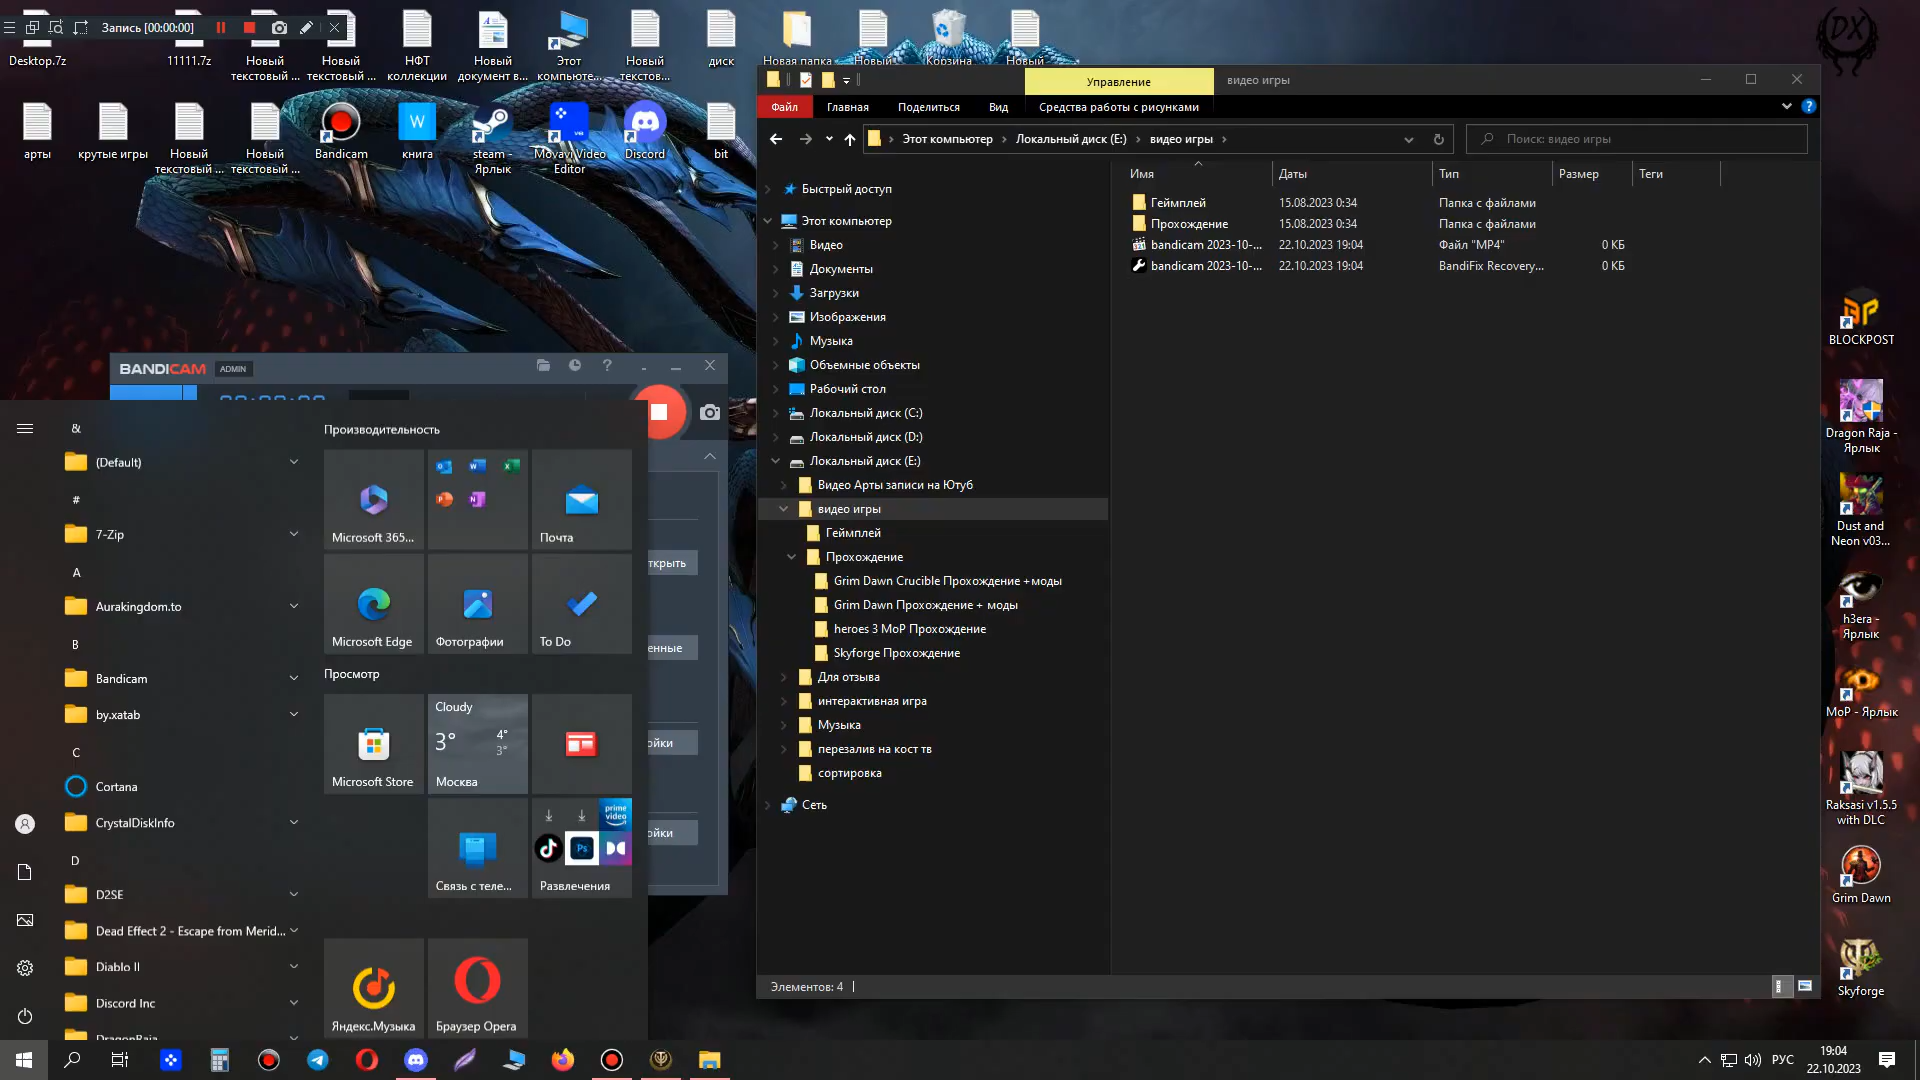 Запись [00:00:00]
Desktop.7z
11111.7z
Новый
текстовый ...
Новый
текстовый ...
НФТ
коллекции
Новый
документ в...
Этот
компьюте...
Новый
текстов...
диск
Новая папка
Новый
Корзина
Новый
арты
крутые игры
Новый
текстовый ...
Новый
текстовый ...
Bandicam
W
книга
steam -
Ярлык
Movavi Video
Editor
Discord
bit
DX
Управление
видео игры
Файл
Главная
Поделиться
Вид
Средства работы с рисунками
Этот компьютер
Локальный диск (E:)
видео игры
Поиск: видео игры
Имя
Даты
Тип
Размер
Теги
Геймплей
15.08.2023 0:34
Папка с файлами
Прохождение
15.08.2023 0:34
Папка с файлами
bandicam 2023-10-...
22.10.2023 19:04
Файл "MP4"
0 КБ
bandicam 2023-10-...
22.10.2023 19:04
BandiFix Recovery...
0 КБ
Быстрый доступ
Этот компьютер
Видео
Документы
Загрузки
Изображения
Музыка
Объемные объекты
Рабочий стол
Локальный диск (C:)
Локальный диск (D:)
Локальный диск (E:)
Видео Арты записи на Ютуб
видео игры
Геймплей
Прохождение
Grim Dawn Crucible Прохождение +моды
Grim Dawn Прохождение + моды
heroes 3 MoP Прохождение
Skyforge Прохождение
Для отзыва
интерактивная игра
Музыка
перезалив на кост тв
сортировка
Сеть
Элементов: 4
BANDICAM
ADMIN
ткрыть
енные
ойки
ойки
&
(Default)
#
7-Zip
A
Aurakingdom.to
B
Bandicam
by.xatab
C
Cortana
CrystalDiskInfo
D
D2SE
Dead Effect 2 - Escape from Merid...
Diablo II
Discord Inc
DragonRaja
Производительность
Microsoft 365...
Почта
Microsoft Edge
Фотографии
To Do
Просмотр
Microsoft Store
Cloudy
3°
4°
3°
Москва
Связь с теле...
prime video
Ps
Развлечения
Яндекс.Музыка
Браузер Opera
BLOCKPOST
Dragon Raja -
Ярлык
Dust and
Neon v03...
h3era -
Ярлык
MoP - Ярлык
Raksasi v1.5.5
with DLC
Grim Dawn
Skyforge
РУС
19:04
22.10.2023